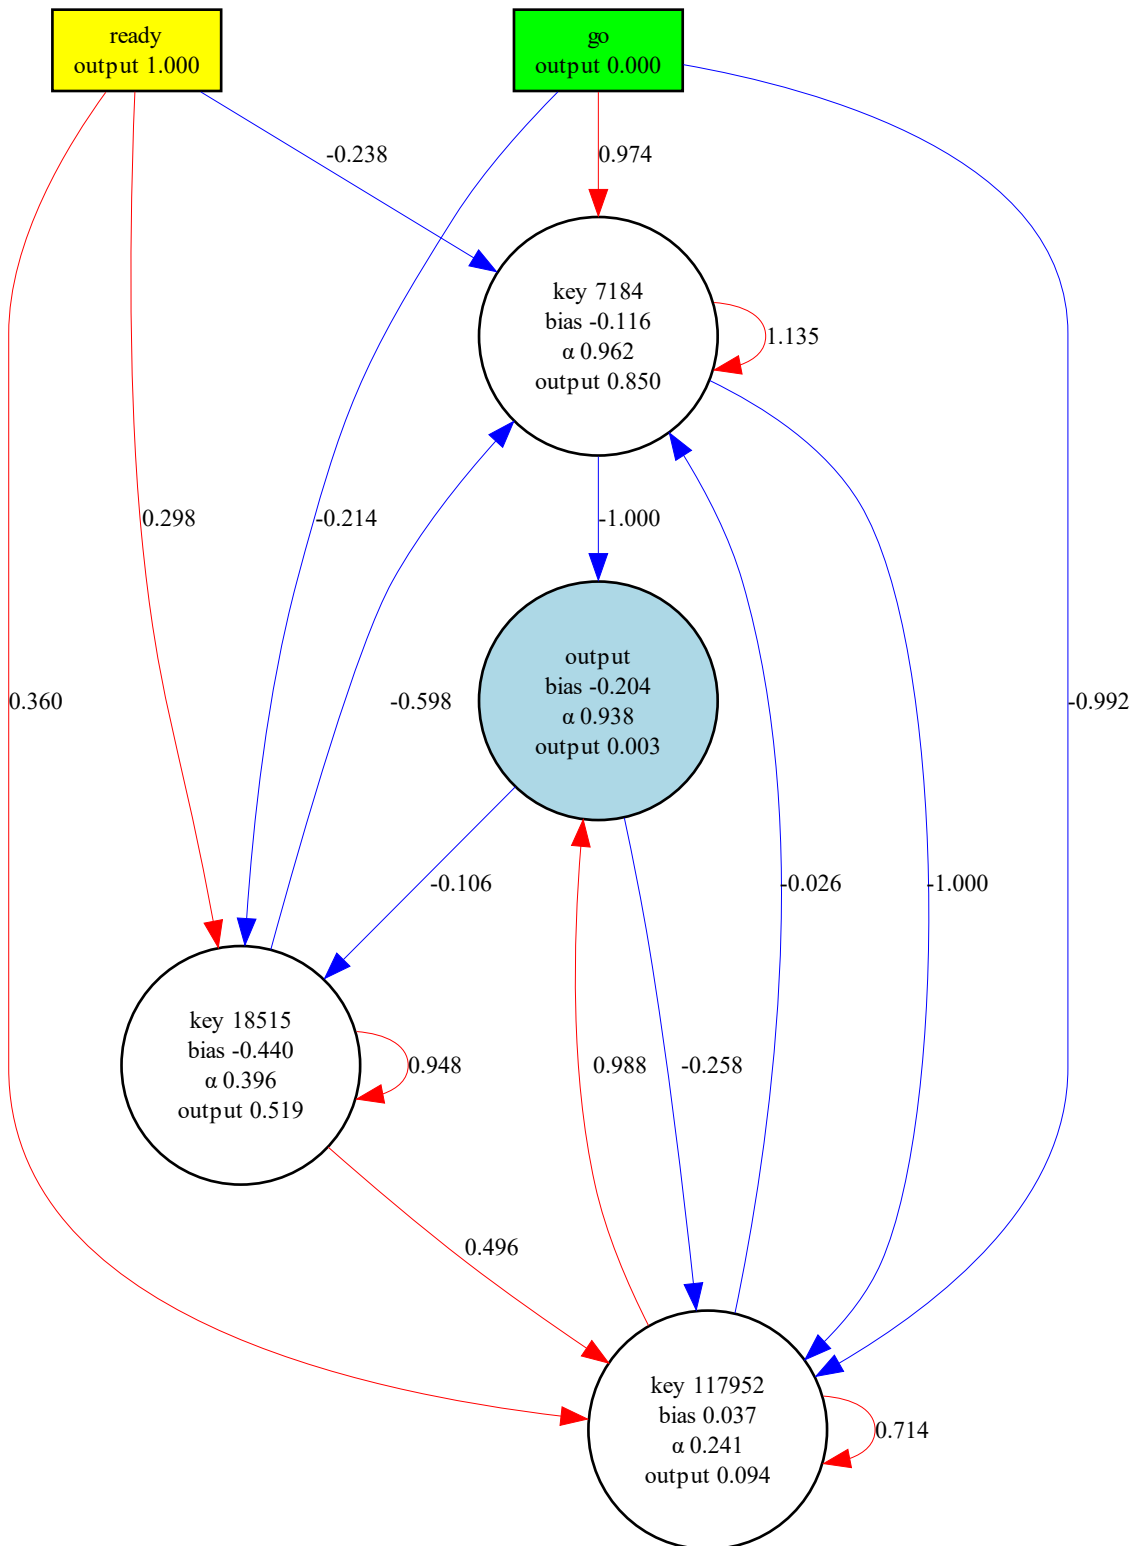 ready
output 1.000
go
output 0.000
-0.238
0.974
key 7184
bias -0.116
α 0.962
output 0.850
1.135
0.298
-0.214
-1.000
output
bias -0.204
α 0.938
output 0.003
0.360
-0.598
-0.992
-0.106
-0.026
-1.000
key 18515
bias -0.440
α 0.396
output 0.519
0.948
0.988
-0.258
0.496
key 117952
bias 0.037
α 0.241
output 0.094
0.714